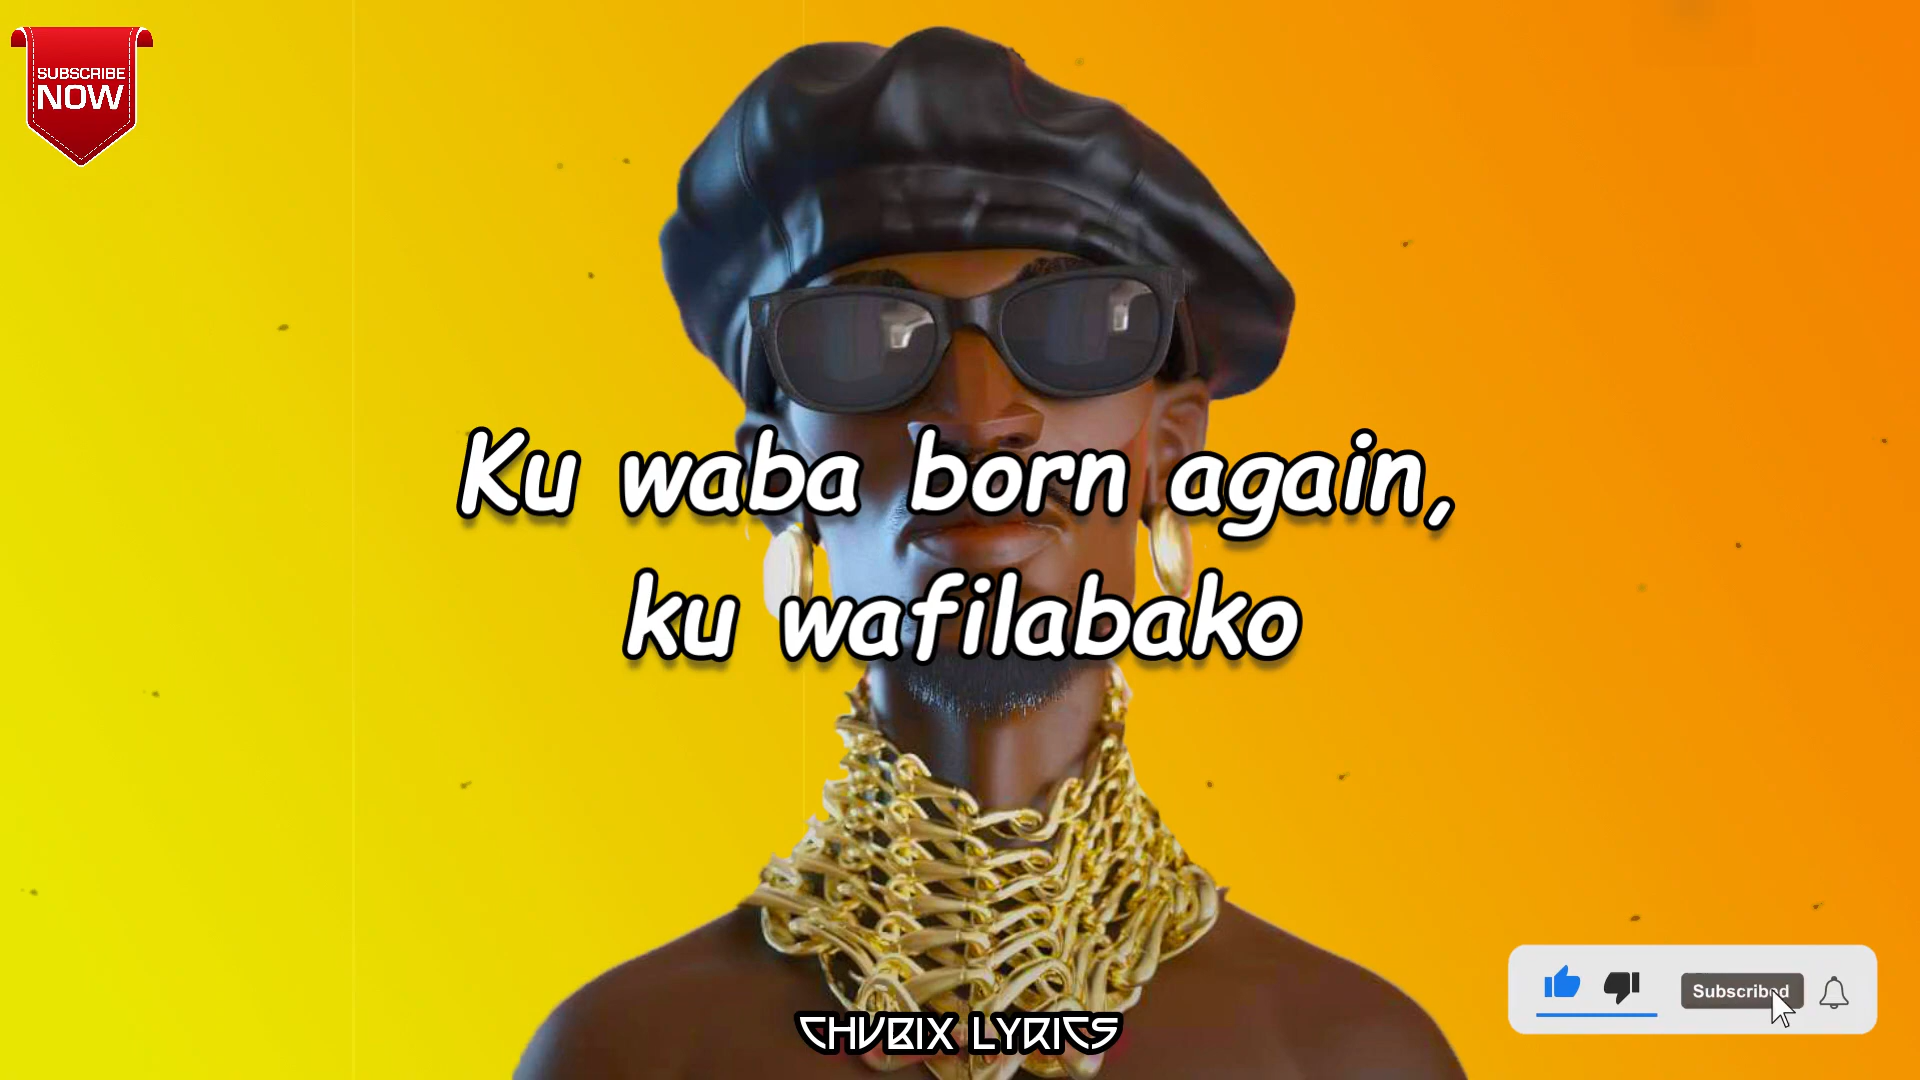 SUBSCRIBE
NOW
Ku waba born again,
ku wafilabako
Subscribed
CHVBIX LYRICS